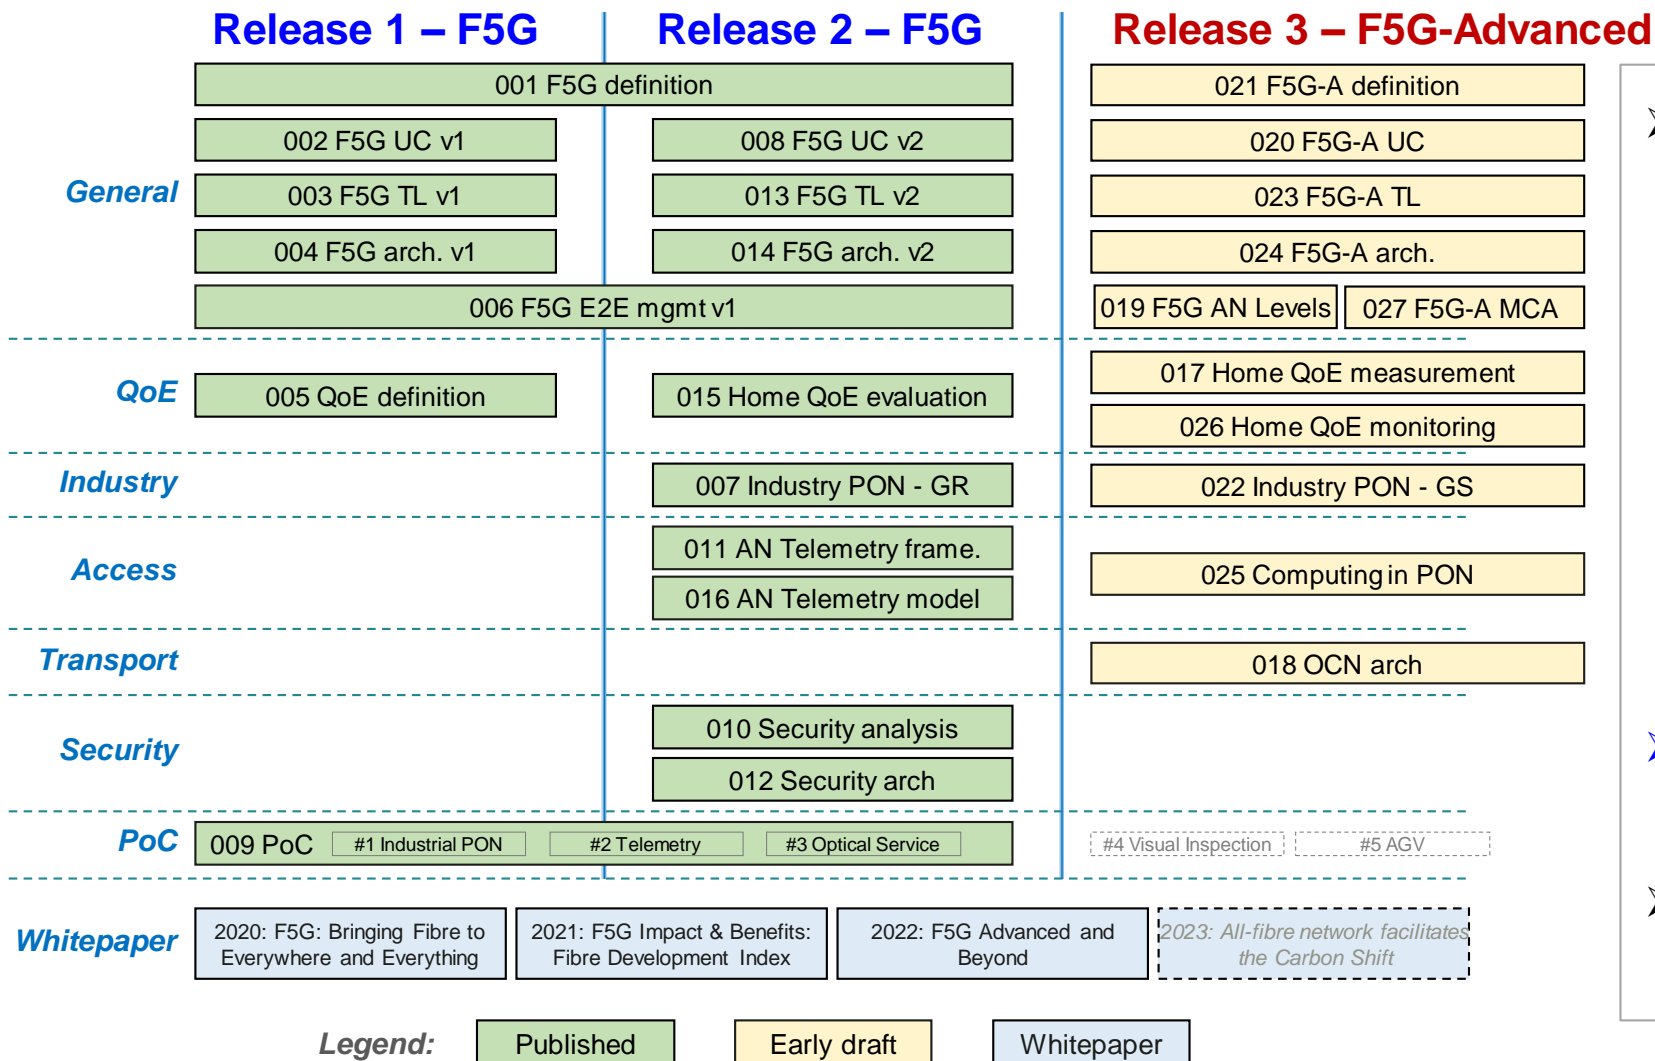 Release 1 – F5G
Release 2 – F5G
Release 3 – F5G-Advanced
001 F5G definition
021 F5G-A definition
General
002 F5G UC v1
008 F5G UC v2
020 F5G-A UC
003 F5G TL v1
013 F5G TL v2
023 F5G-A TL
004 F5G arch. v1
014 F5G arch. v2
024 F5G-A arch.
006 F5G E2E mgmt v1
019 F5G AN Levels
027 F5G-A MCA
QoE
005 QoE definition
015 Home QoE evaluation
017 Home QoE measurement
026 Home QoE monitoring
Industry
007 Industry PON - GR
022 Industry PON - GS
Access
011 AN Telemetry frame.
016 AN Telemetry model
025 Computing in PON
Transport
018 OCN arch
Security
010 Security analysis
012 Security arch
PoC
009 PoC
#1 Industrial PON
#2 Telemetry
#3 Optical Service
#4 Visual Inspection
#5 AGV
Whitepaper
2020: F5G: Bringing Fibre to
Everywhere and Everything
2021: F5G Impact & Benefits:
Fibre Development Index
2022: F5G Advanced and
Beyond
2023: All-fibre network facilitates
the Carbon Shift
Legend:
Published
Early draft
Whitepaper